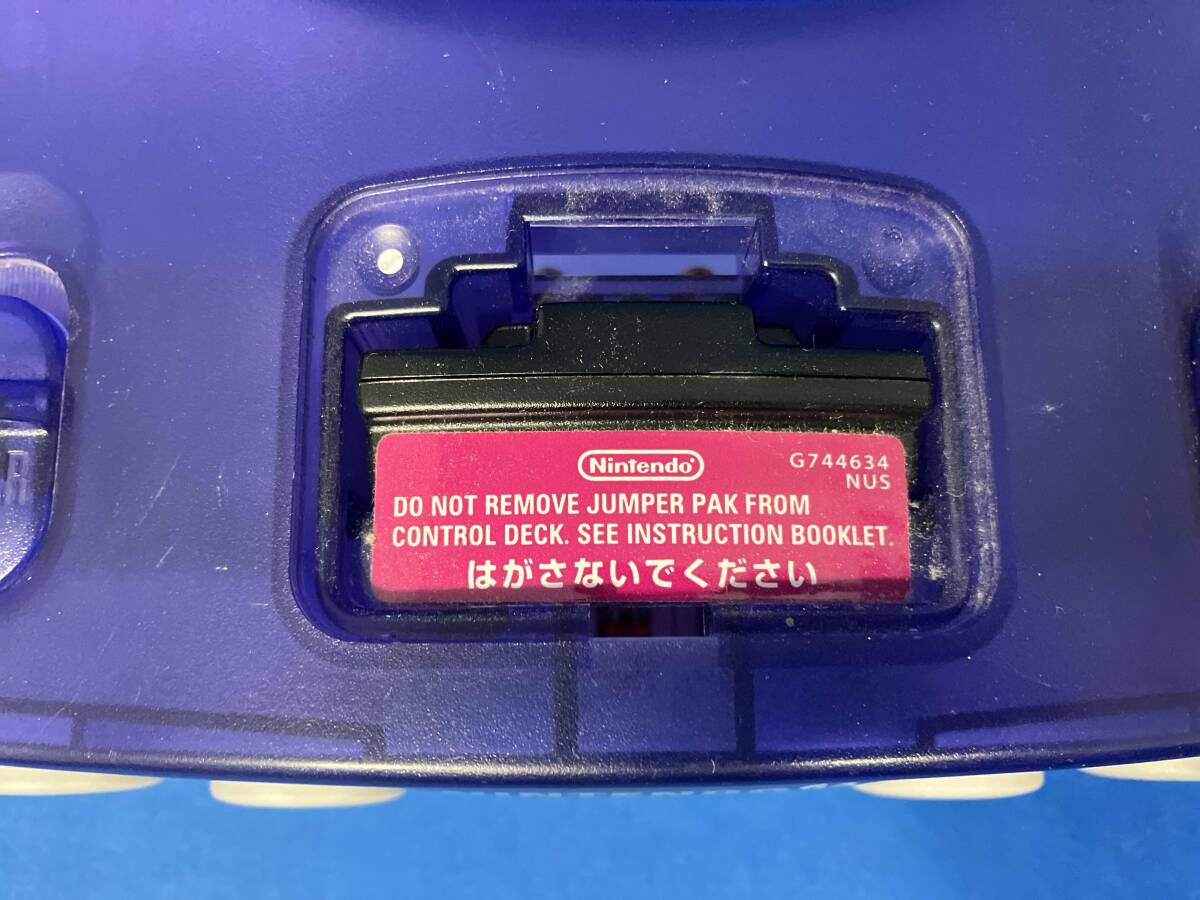 Nintendo
G744634
NUS
DO NOT REMOVE JUMPER PAK FROM
CONTROL DECK. SEE INSTRUCTION BOOKLET.
はがさないでください
R